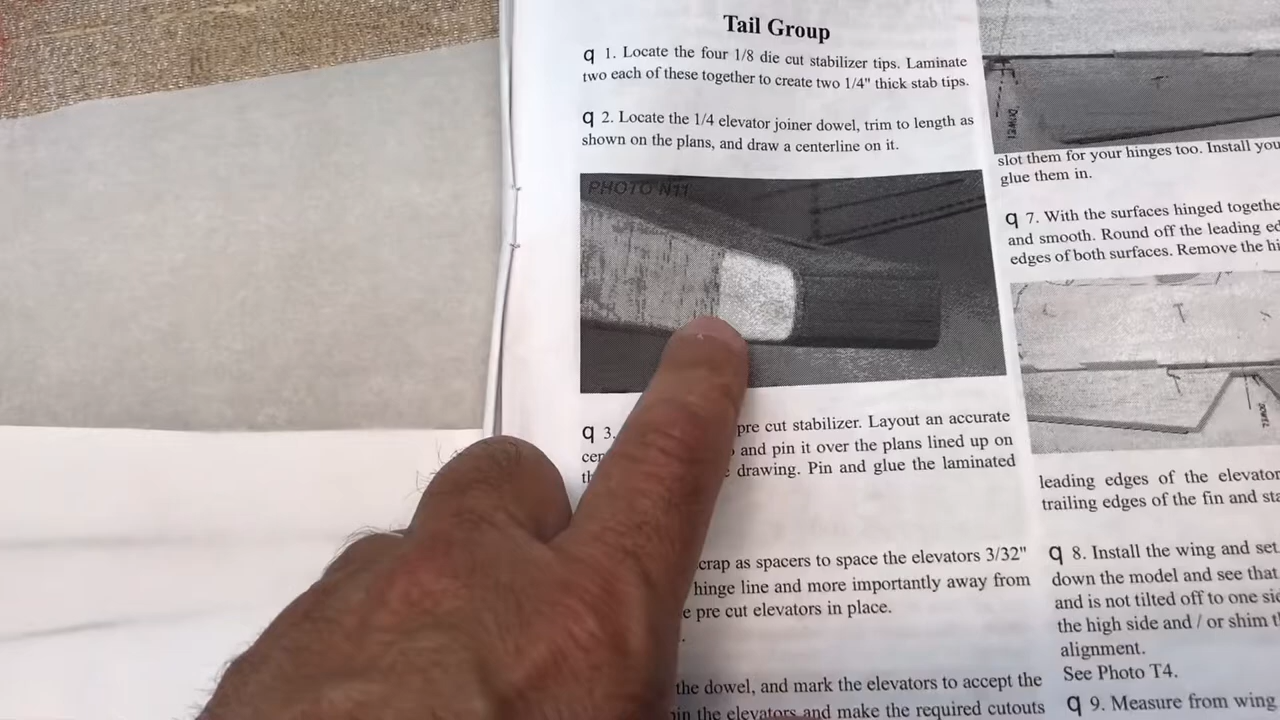 Tail Group
q 1. Locate the four 1/8 die cut stabilizer tips. Laminate
two each of these together to create two 1/4" thick stab tips.
q 2. Locate the 1/4 elevator joiner dowel, trim to length as
shown on the plans, and draw a centerline on it.
PHOTO N11
q 3. pre cut stabilizer. Layout an accurate
and pin it over the plans lined up on
drawing. Pin and glue the laminated
crap as spacers to space the elevators 3/32"
hinge line and more importantly away from
e pre cut elevators in place.
the dowel, and mark the elevators to accept the
in the elevators and make the required cutouts
DOWEL
slot them for your hinges too. Install you
glue them in.
q 7. With the surfaces hinged togethe
and smooth. Round off the leading ed
edges of both surfaces. Remove the hi
leading edges of the elevator
trailing edges of the fin and sta
q 8. Install the wing and set
down the model and see that
and is not tilted off to one sid
the high side and / or shim t
alignment.
See Photo T4.
q 9. Measure from wing